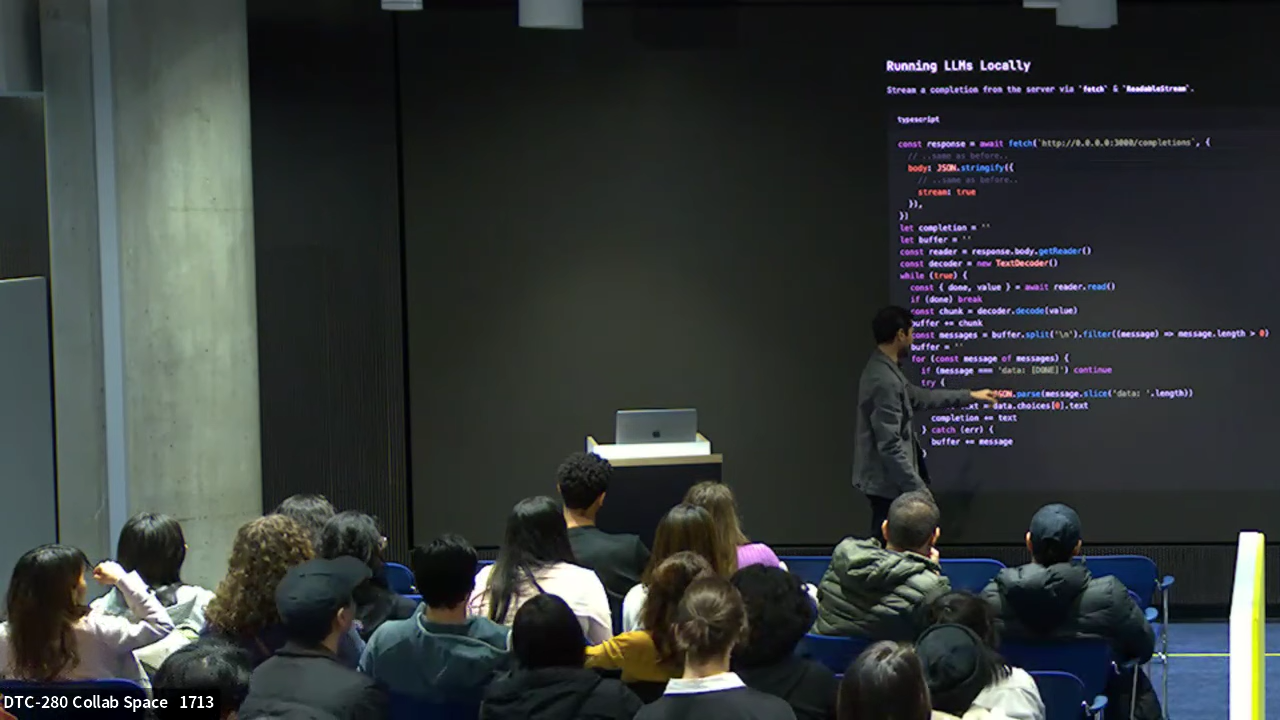 Running LLMs Locally
Stream a completion from the server via `fetch` & `ReadableStream`.
typescript
const response = await fetch(`http://0.0.0.0:3000/completions`, {
// ..same as before..
body: JSON.stringify({
// ..same as before..
stream: true
}),
})
let completion = ''
let buffer = ''
const reader = response.body.getReader()
const decoder = new TextDecoder()
while (true) {
const { done, value } = await reader.read()
if (done) break
const chunk = decoder.decode(value)
buffer += chunk
const messages = buffer.split("\n").filter((message) => message.length > 0)
buffer = ''
for (const message of messages) {
if (message === 'data: [DONE]') continue
try {
JSON.parse(message.slice('data: '.length))
= data.choices[0].text
completion += text
} catch (err) {
buffer += message
}
DTC-280 Collab Space 1713